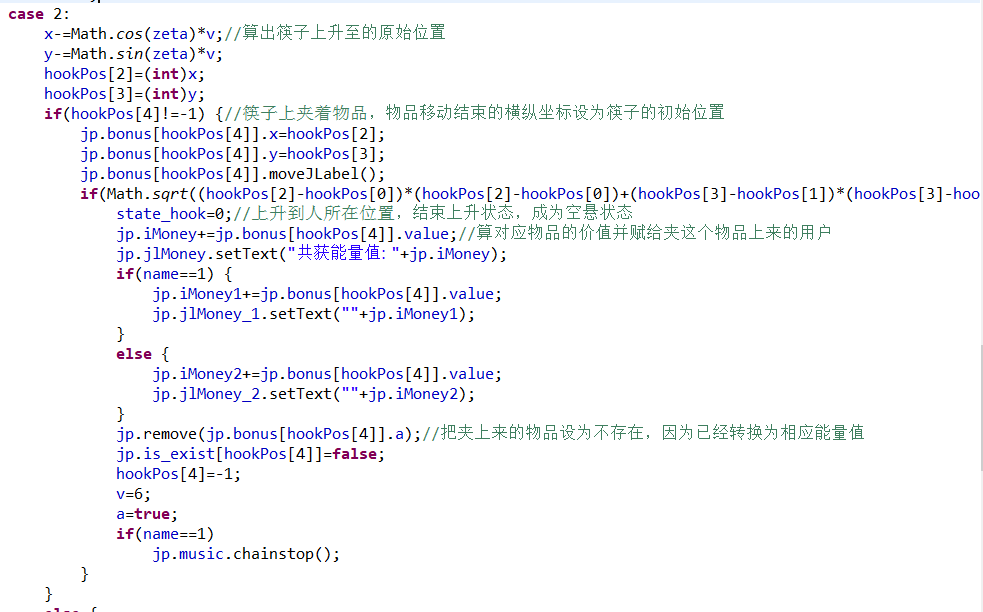 case 2:
x-=Math.cos(zeta)*v;//算出筷子上升至的原始位置
y-=Math.sin(zeta)*v;
hookPos[2]=(int)x;
hookPos[3]=(int)y;
if(hookPos[4]!=-1) {//筷子上夹着物品，物品移动结束的横纵坐标设为筷子的初始位置
jp.bonus[hookPos[4]].x=hookPos[2];
jp.bonus[hookPos[4]].y=hookPos[3];
jp.bonus[hookPos[4]].moveJLabel();
if(Math.sqrt((hookPos[2]-hookPos[0])*(hookPos[2]-hookPos[0])+(hookPos[3]-hookPos[1])*(hookPos[3]-hoo
state_hook=0;//上升到人所在位置，结束上升状态，成为空悬状态
jp.iMoney+=jp.bonus[hookPos[4]].value;//算对应物品的价值并赋给夹这个物品上来的用户
jp.jlMoney.setText("共获能量值:"+jp.iMoney);
if(name==1) {
jp.iMoney1+=jp.bonus[hookPos[4]].value;
jp.jlMoney_1.setText(""+jp.iMoney1);
}
else {
jp.iMoney2+=jp.bonus[hookPos[4]].value;
jp.jlMoney_2.setText(""+jp.iMoney2);
}
jp.remove(jp.bonus[hookPos[4]].a);//把夹上来的物品设为不存在，因为已经转换为相应能量值
jp.is_exist[hookPos[4]]=false;
hookPos[4]=-1;
v=6;
a=true;
if(name==1)
jp.music.chainstop();
}
}
else {